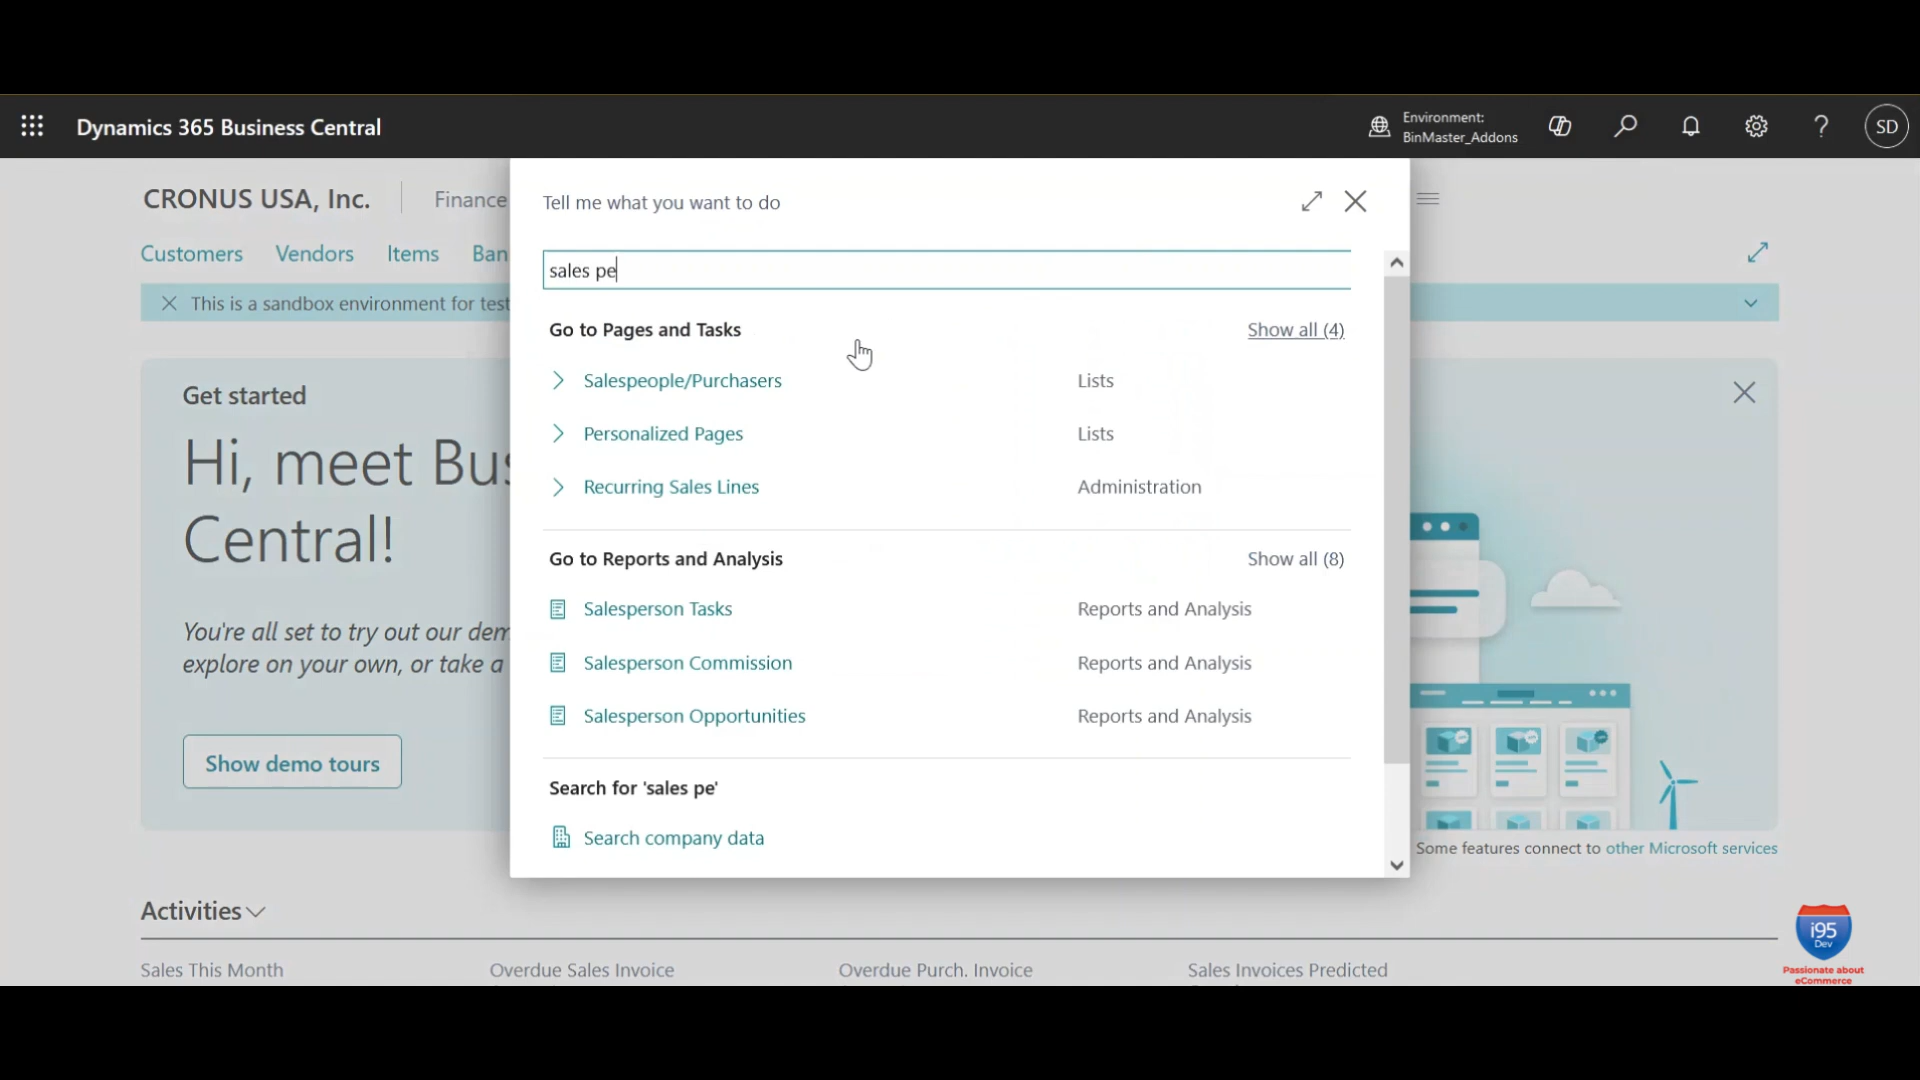 Dynamics 365 Business Central
Environment:
BinMaster_Addons
SD
CRONUS USA, Inc.
Finance
Customers Vendors Items Ban
This is a sandbox environment for test
Get started
Hi, meet Bus
Central!
You're all set to try out our dem
explore on your own, or take a
Show demo tours
Tell me what you want to do
sales pe
Go to Pages and Tasks Show all (4)
Salespeople/Purchasers Lists
Personalized Pages Lists
Recurring Sales Lines Administration
Go to Reports and Analysis Show all (8)
Salesperson Tasks Reports and Analysis
Salesperson Commission Reports and Analysis
Salesperson Opportunities Reports and Analysis
Search for 'sales pe'
Search company data
Some features connect to other Microsoft services
Activities
Sales This Month Overdue Sales Invoice Overdue Purch. Invoice Sales Invoices Predicted
i95
Dev
Passionate about
eCommerce